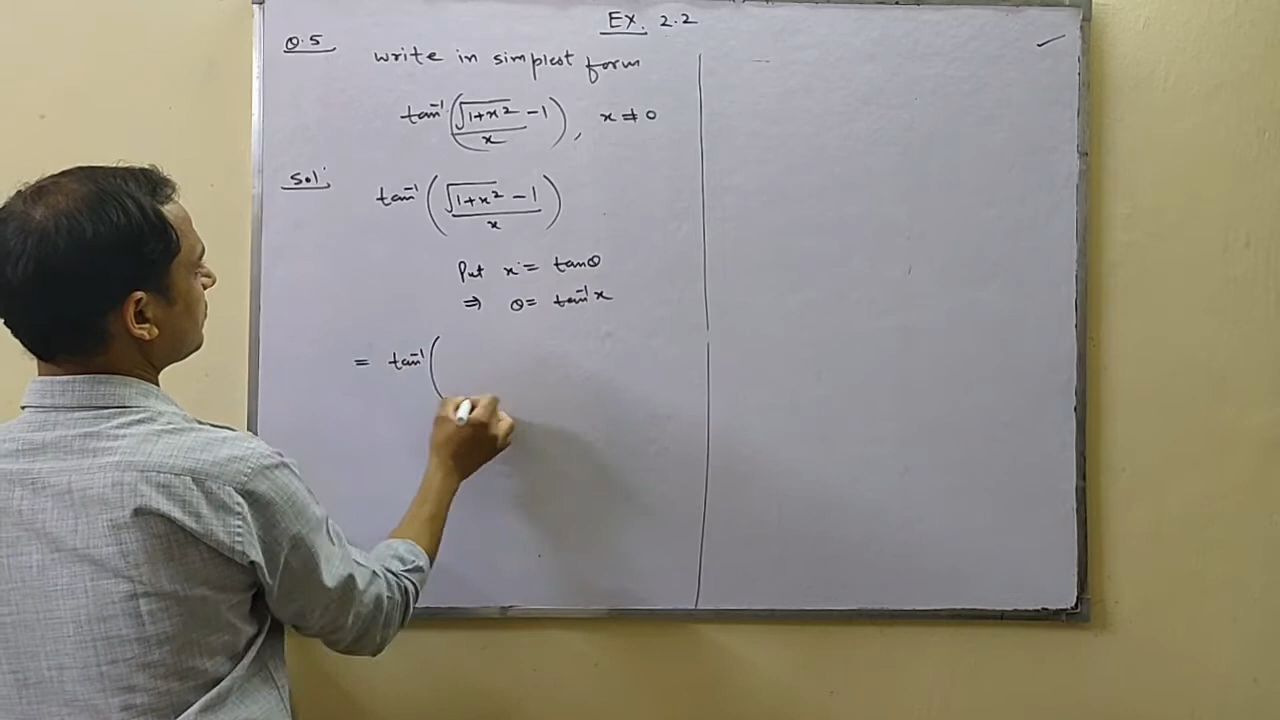 EX. 2.2
Q.5 Write in simplest form
tan⁻¹(√(1+x²) - 1 / x), x ≠ 0
Sol:
tan⁻¹(√(1+x²) - 1 / x)
Put x = tanθ
⇒ θ = tan⁻¹x
= tan⁻¹(